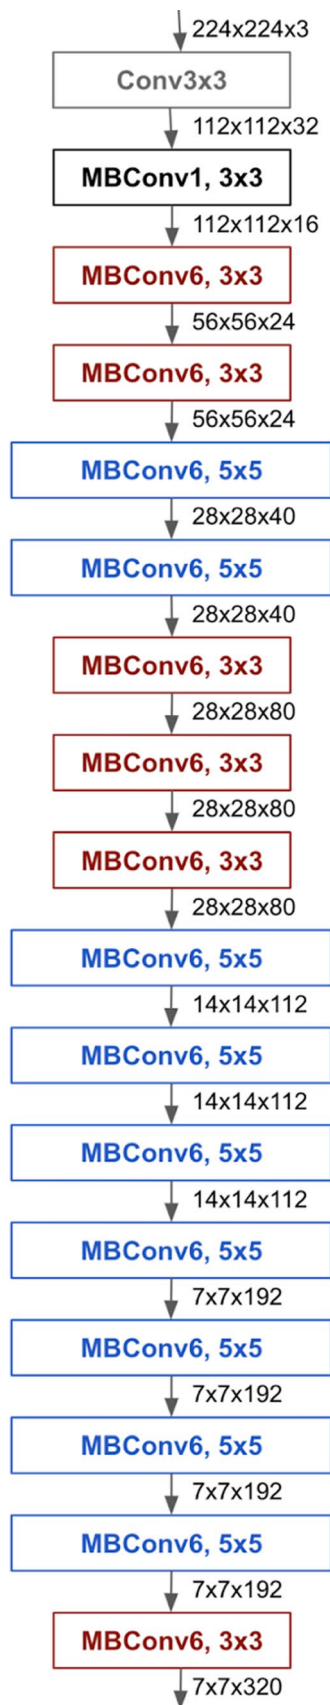 224x224x3
Conv3x3
112x112x32
MBConv1, 3x3
112x112x16
MBConv6, 3x3
56x56x24
MBConv6, 3x3
56x56x24
MBConv6, 5x5
28x28x40
MBConv6, 5x5
28x28x40
MBConv6, 3x3
28x28x80
MBConv6, 3x3
28x28x80
MBConv6, 3x3
28x28x80
MBConv6, 5x5
14x14x112
MBConv6, 5x5
14x14x112
MBConv6, 5x5
14x14x112
MBConv6, 5x5
7x7x192
MBConv6, 5x5
7x7x192
MBConv6, 5x5
7x7x192
MBConv6, 5x5
7x7x192
MBConv6, 3x3
7x7x320